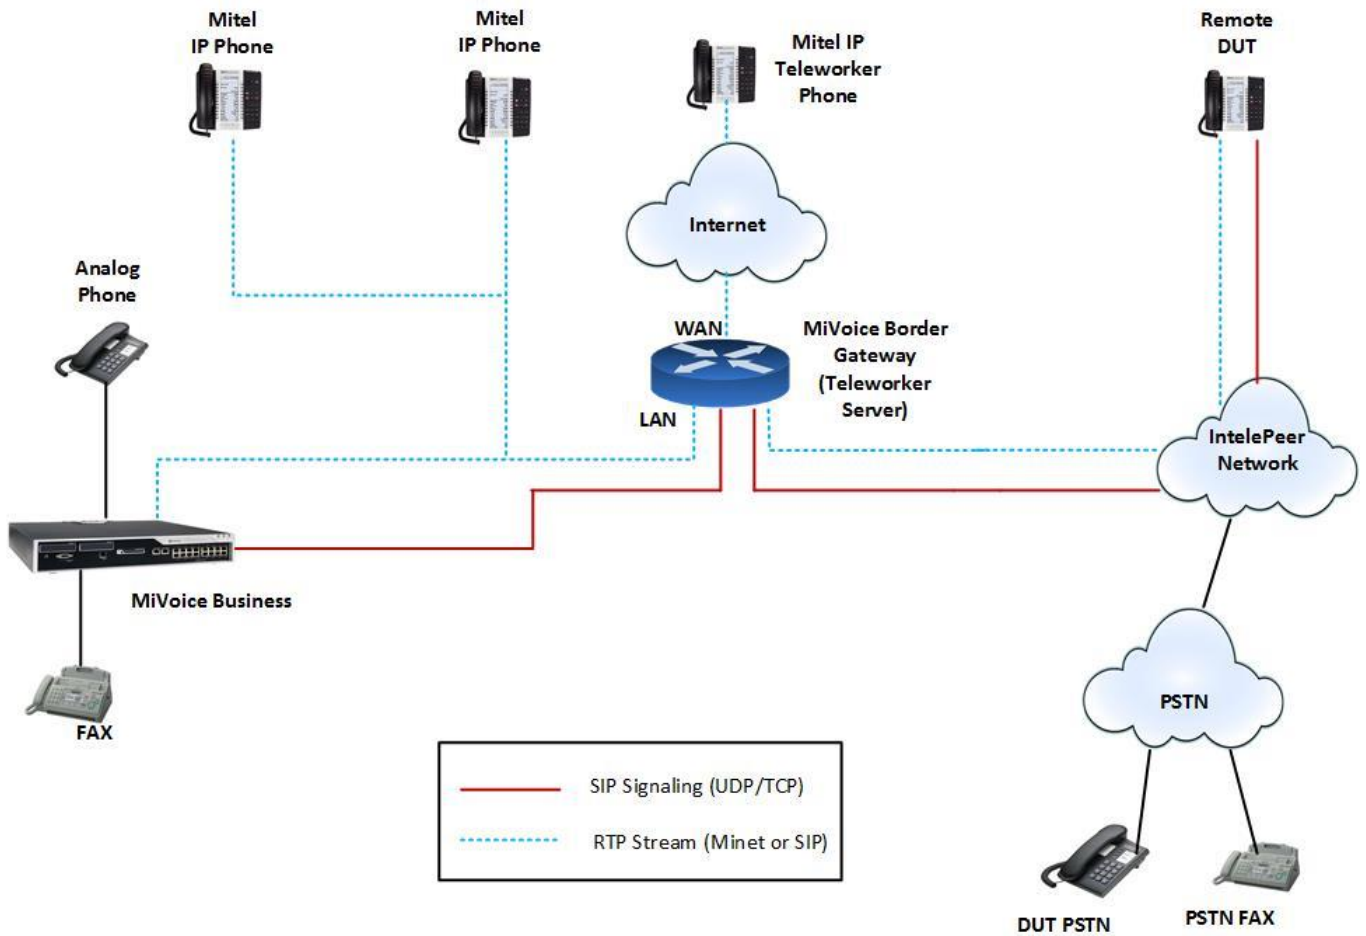 Mitel
IP Phone
Mitel
IP Phone
Mitel IP
Teleworker
Phone
Remote
DUT
Internet
Analog
Phone
WAN
MiVoice Border
Gateway
(Teleworker
Server)
LAN
IntelePeer
Network
MiVoice Business
FAX
PSTN
SIP Signaling (UDP/TCP)
RTP Stream (Minet or SIP)
DUT PSTN
PSTN FAX